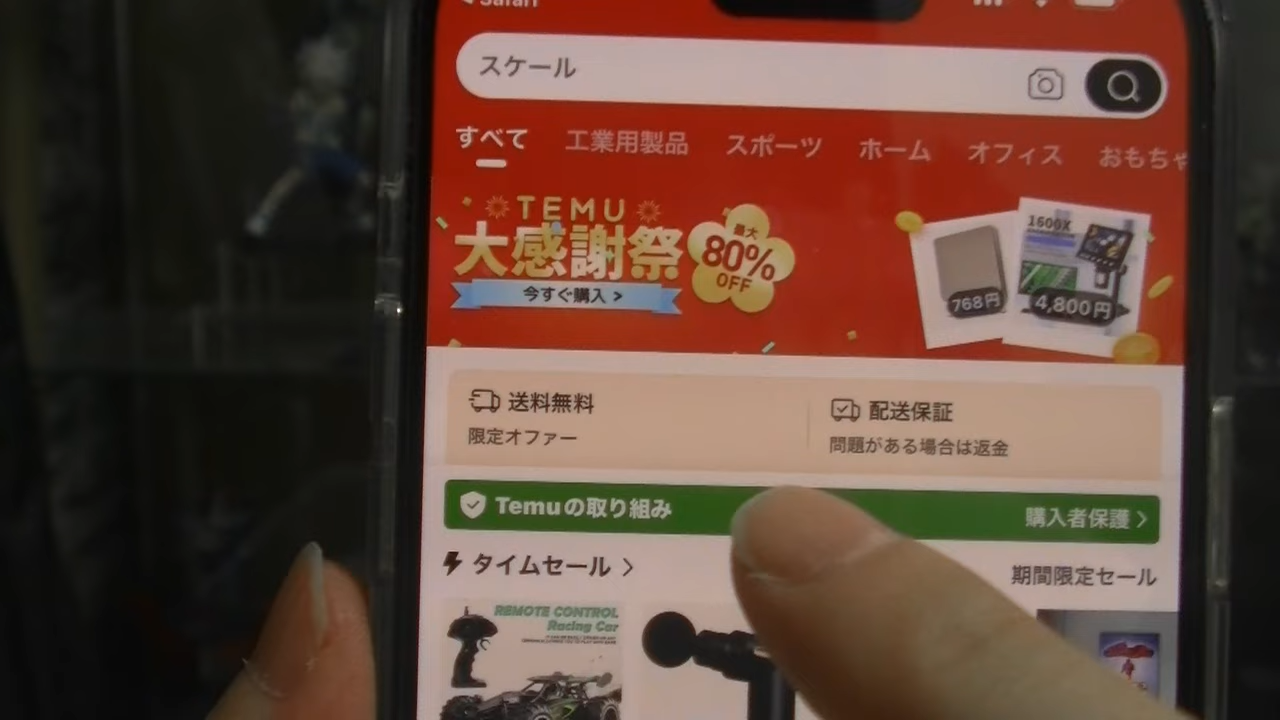 Safari
スケール
すべて 工業用製品 スポーツ ホーム オフィス おもちゃ
TEMU
大感謝祭
今すぐ購入 >
最大
80%
OFF
768円
1600X
4,800円
送料無料
限定オファー
配送保証
問題がある場合は返金
Temuの取り組み
購入者保護 >
タイムセール >
期間限定セール
REMOTE CONTROL
Racing Car